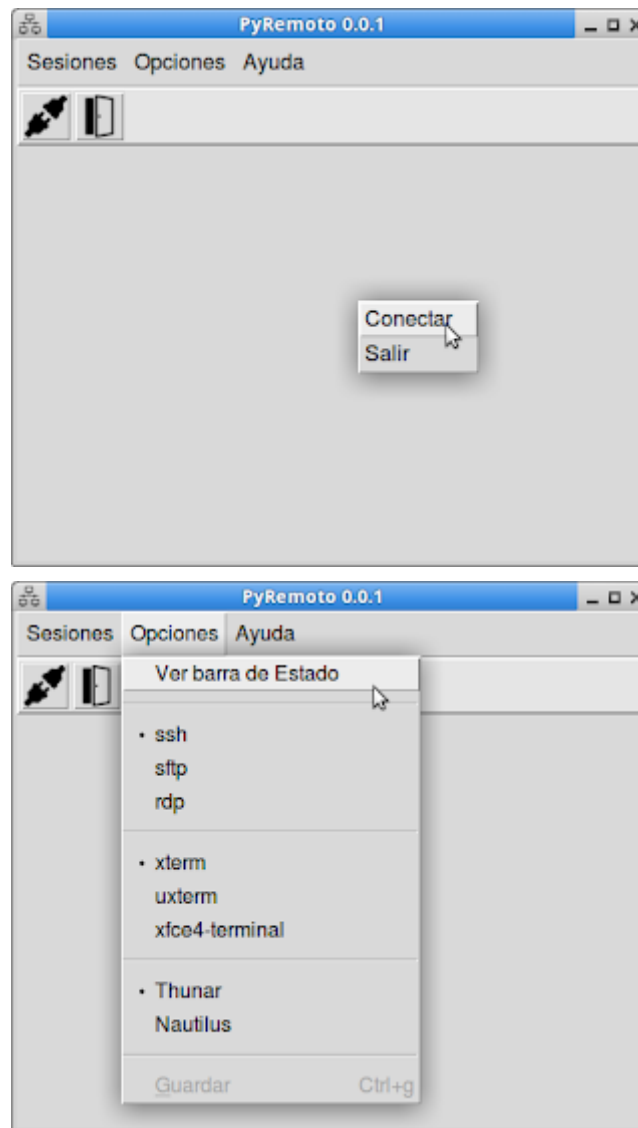 PyRemoto 0.0.1
Sesiones Opciones Ayuda
Conectar
Salir
PyRemoto 0.0.1
Sesiones Opciones Ayuda
Ver barra de Estado
• ssh
sftp
rdp
• xterm
uxterm
xfce4-terminal
• Thunar
Nautilus
Guardar Ctrl+g